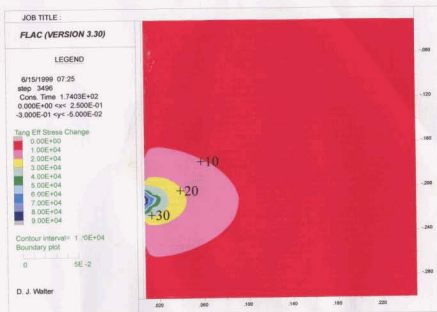 JOB TITLE :
FLAC (VERSION 3.30)
LEGEND
6/15/1999 07:25
step 3496
Cons. Time 1.7403E+02
0.000E+00 <x< 2.500E-01
-3.000E-01 <y< -5.000E-02
Tang Eff Stress Change
0.00E+00
1.00E+04
2.00E+04
3.00E+04
4.00E+04
5.00E+04
6.00E+04
7.00E+04
8.00E+04
9.00E+04
Contour interval= 1. 0E+04
Boundary plot
0 5E -2
D. J. Walter
+10
+20
+30
-.080
-.120
-.160
-.200
-.240
-.280
.020 .060 .100 .140 .180 .220